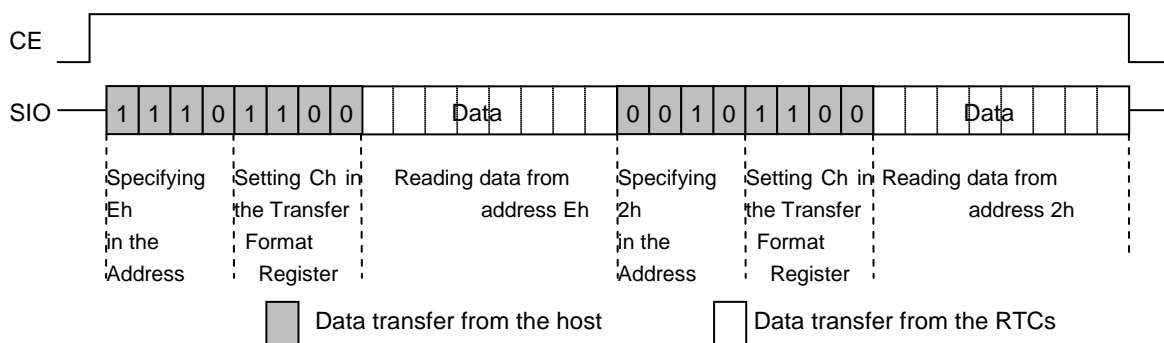 CE
SIO 1 1 1 0 1 1 0 0 Data 0 0 1 0 1 1 0 0 Data
Specifying Setting Ch in Reading data from Specifying Setting Ch in Reading data from
Eh the Transfer address Eh 2h the Transfer address 2h
in the Format in the Format
Address Register Address Register
Data transfer from the host Data transfer from the RTCs